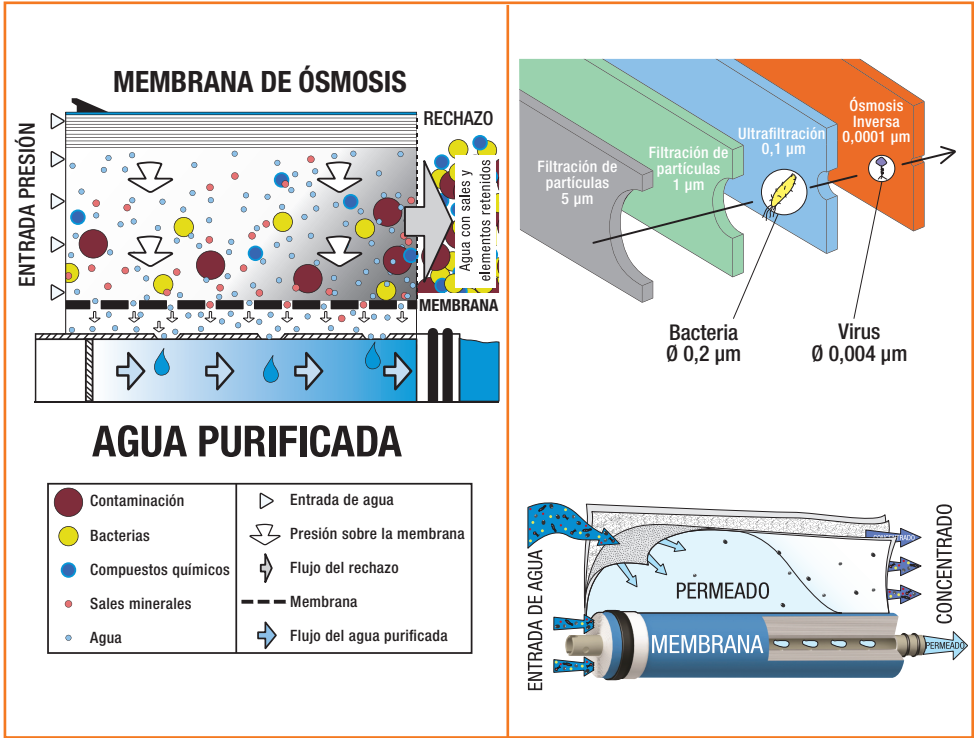 MEMBRANA DE ÓSMOSIS
ENTRADA PRESIÓN
RECHAZO
Agua con sales y
elementos retenidos
MEMBRANA
AGUA PURIFICADA
Contaminación
Bacterias
Compuestos químicos
Sales minerales
Agua
Entrada de agua
Presión sobre la membrana
Flujo del rechazo
Membrana
Flujo del agua purificada
Filtración de
partículas
5 µm
Filtración de
partículas
1 µm
Ultrafiltración
0,1 µm
Ósmosis
Inversa
0,0001 µm
Bacteria
Ø 0,2 µm
Virus
Ø 0,004 µm
ENTRADA DE AGUA
PERMEADO
MEMBRANA
CONCENTRADO
CONCENTRADO
PERMEADO